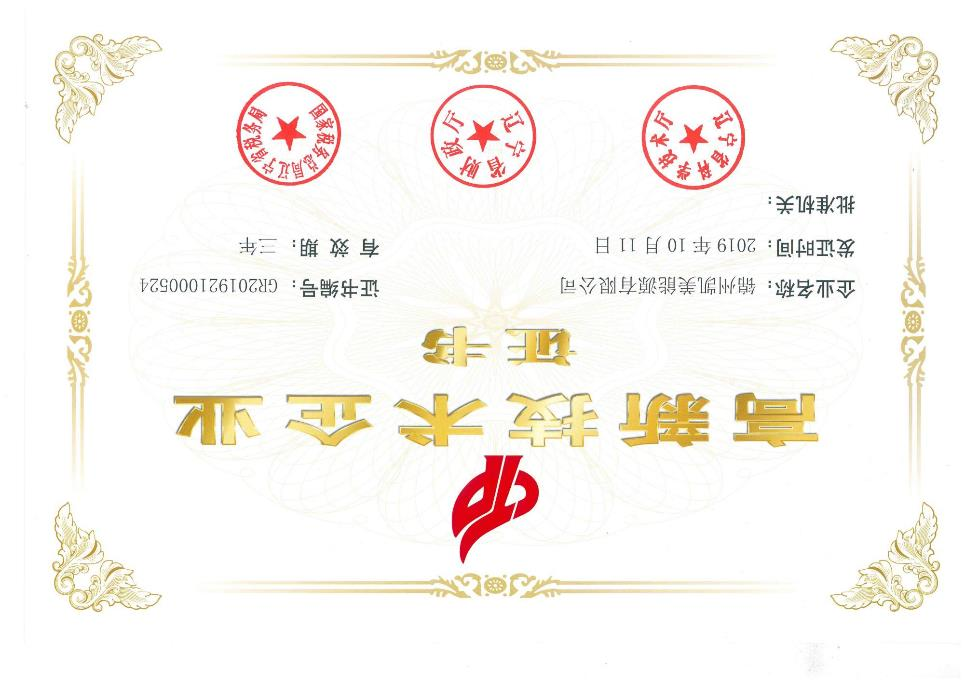 高新技术企业
证书
企业名称：锦州凯美能源有限公司
证书编号：GR201921000524
发证时间：2019年10月11日
有效期：三年
批准机关：
辽宁省科学技术厅
辽宁省财政厅
国家税务总局辽宁省税务局